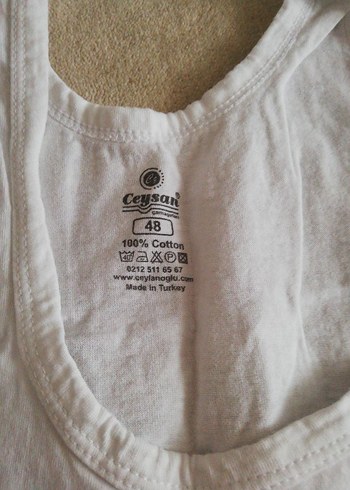 Ceysan®
48
100% Cotton
0212 511 65 67
www.ceylanoglu.com
Made in Turkey